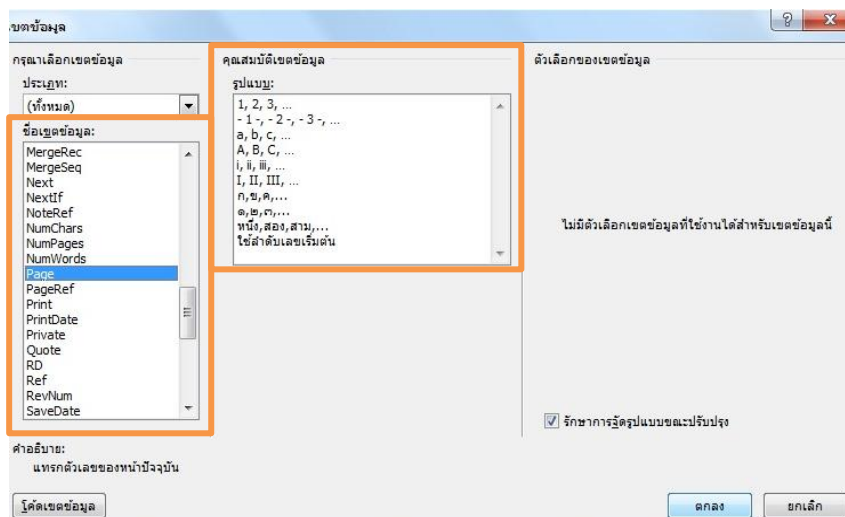 เขตข้อมูล
กรุณาเลือกเขตข้อมูล
ประเภท:
(ทั้งหมด)
ชื่อเขตข้อมูล:
MergeRec
MergeSeq
Next
NextIf
NoteRef
NumChars
NumPages
NumWords
Page
PageRef
Print
PrintDate
Private
Quote
RD
Ref
RevNum
SaveDate
คุณสมบัติเขตข้อมูล
รูปแบบ:
1, 2, 3, ...
- 1 -, - 2 -, - 3 -, ...
a, b, c, ...
A, B, C, ...
i, ii, iii, ...
I, II, III, ...
ก,ข,ค,...
๑,๒,๓,...
หนึ่ง,สอง,สาม,...
ใช้ลำดับเลขเริ่มต้น
ตัวเลือกของเขตข้อมูล
ไม่มีตัวเลือกเขตข้อมูลที่ใช้งานได้สำหรับเขตข้อมูลนี้
รักษาการจัดรูปแบบขณะปรับปรุง
คำอธิบาย:
แทรกตัวเลขของหน้าปัจจุบัน
โค้ดเขตข้อมูล
ตกลง
ยกเลิก